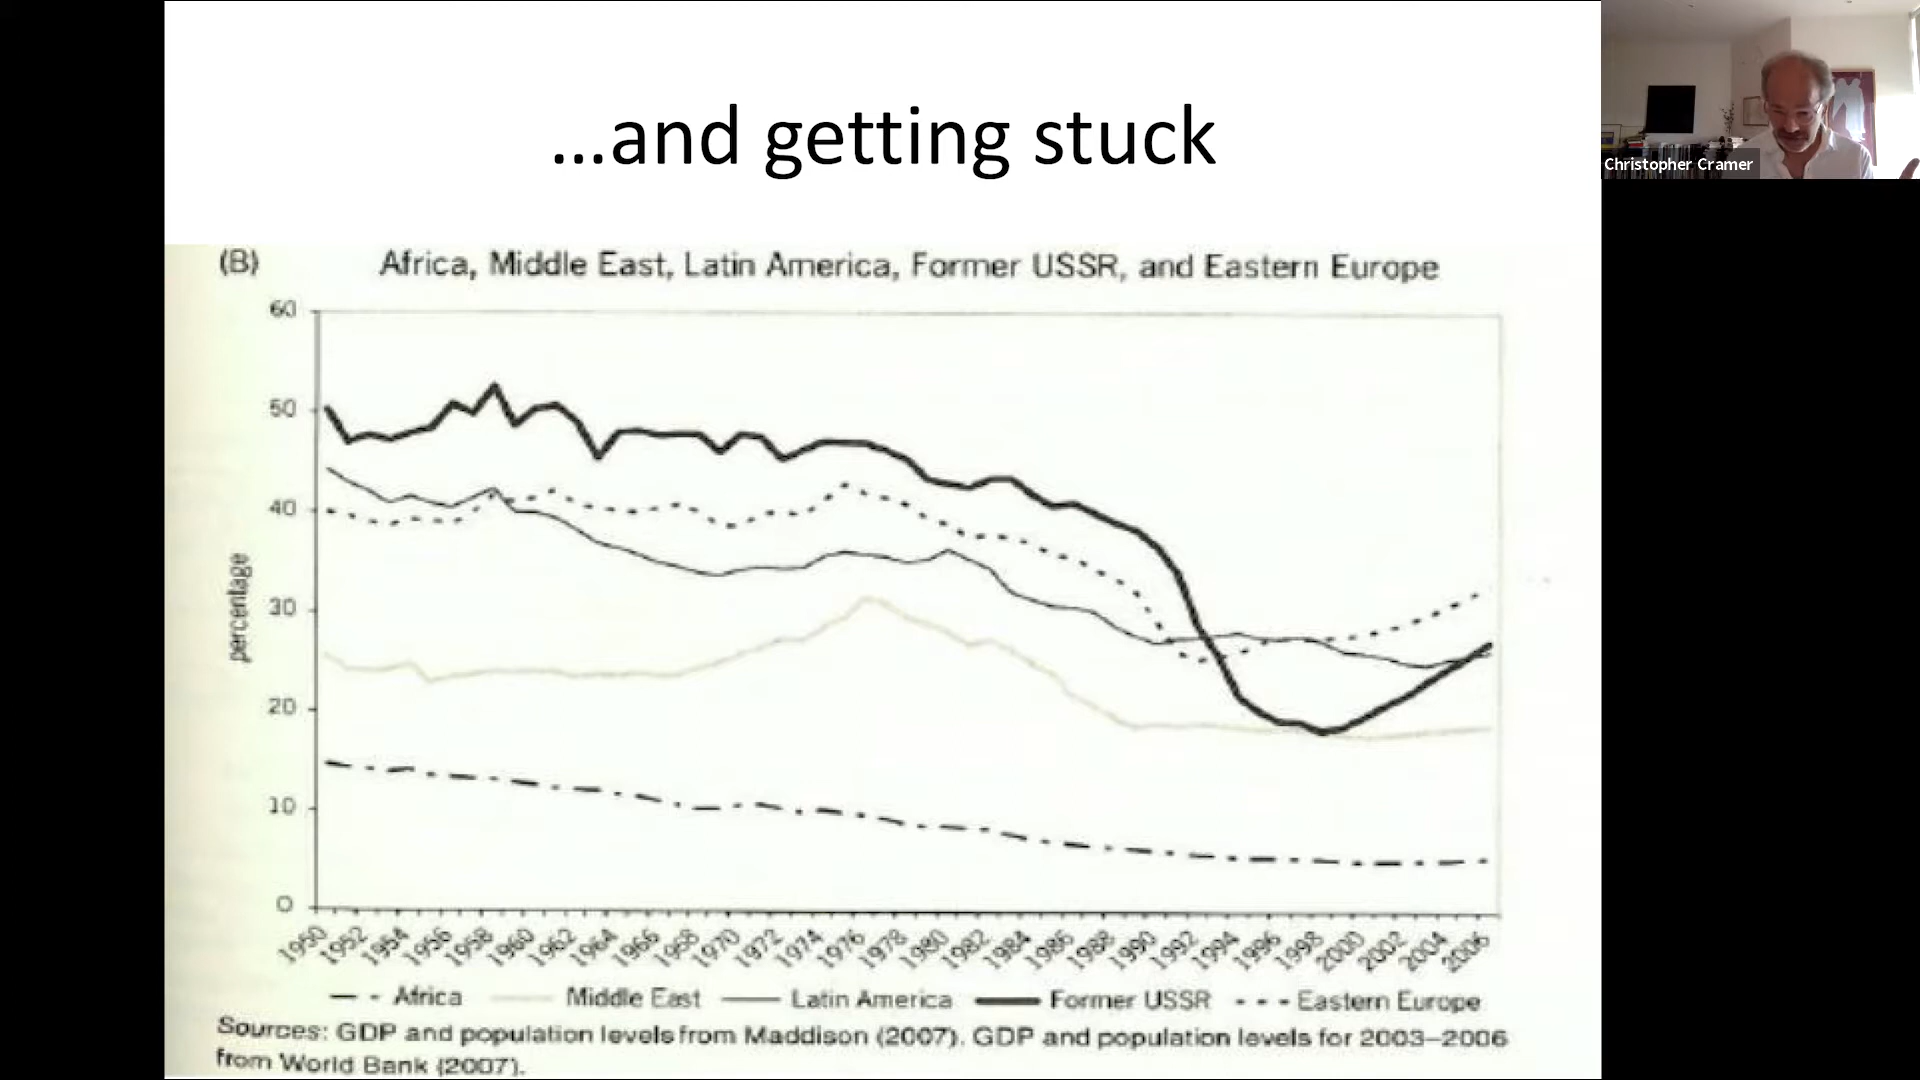 ...and getting stuck
Christopher Cramer
(B)
Africa, Middle East, Latin America, Former USSR, and Eastern Europe
60
50
40
30
20
10
0
percentage
1950 1952 1954 1956 1958 1960 1962 1964 1966 1968 1970 1972 1974 1976 1978 1980 1982 1984 1986 1988 1990 1992 1994 1996 1998 2000 2002 2004 2006
Africa Middle East Latin America Former USSR Eastern Europe
Sources: GDP and population levels from Maddison (2007). GDP and population levels for 2003–2006
from World Bank (2007).